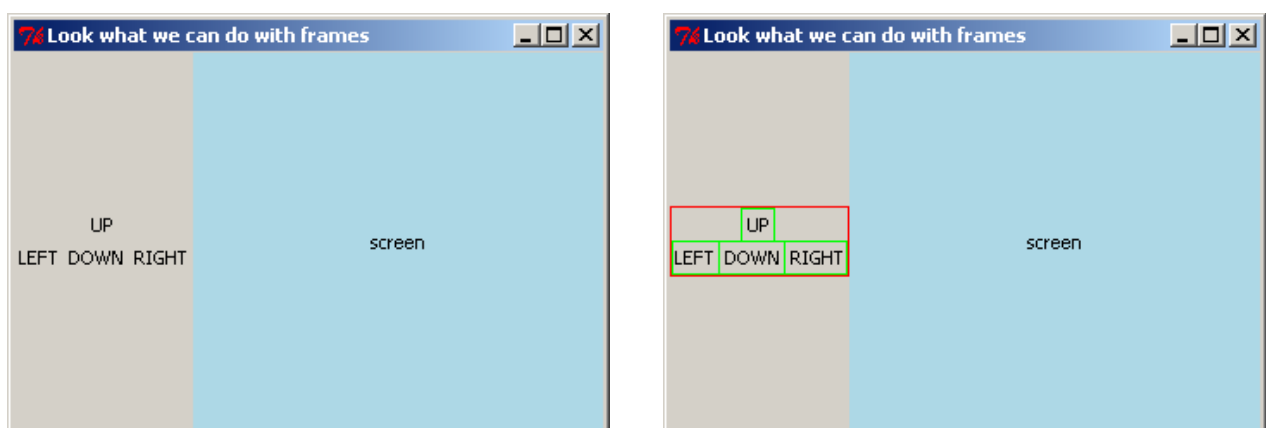 Look what we can do with frames
UP
LEFT DOWN RIGHT
screen
Look what we can do with frames
UP
LEFT DOWN RIGHT
screen